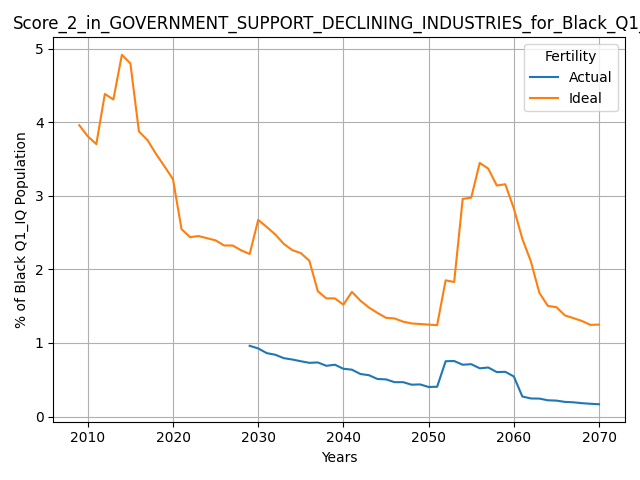 Score_2_in_GOVERNMENT_SUPPORT_DECLINING_INDUSTRIES_for_Black_Q1_
Fertility
Actual
Ideal
% of Black Q1_IQ Population
5
4
3
2
1
0
2010 2020 2030 2040 2050 2060 2070
Years